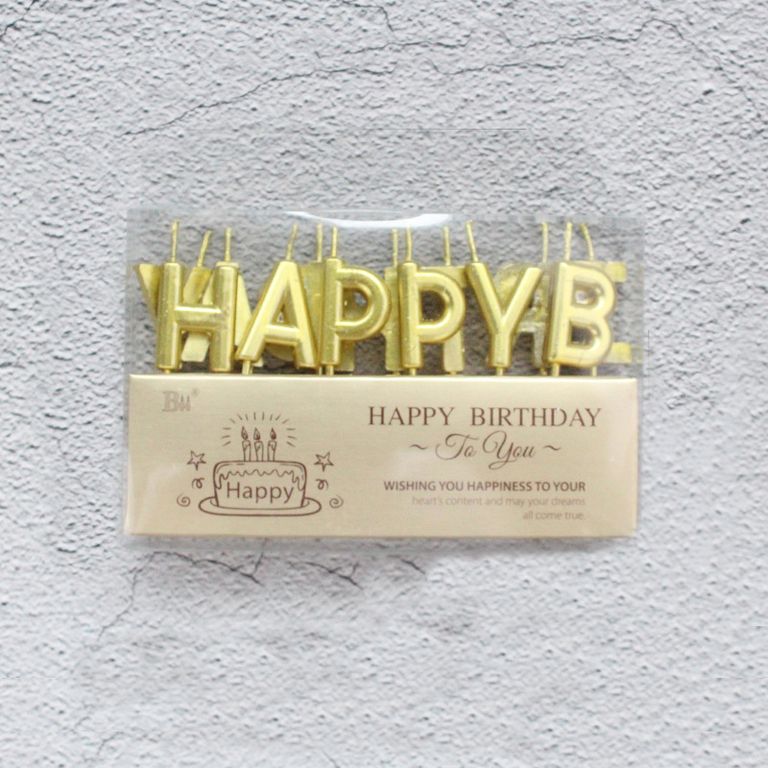 HAPPYB
B®
HAPPY BIRTHDAY
~ To You ~
Happy
WISHING YOU HAPPINESS TO YOUR
heart's content and may your dreams
all come true.